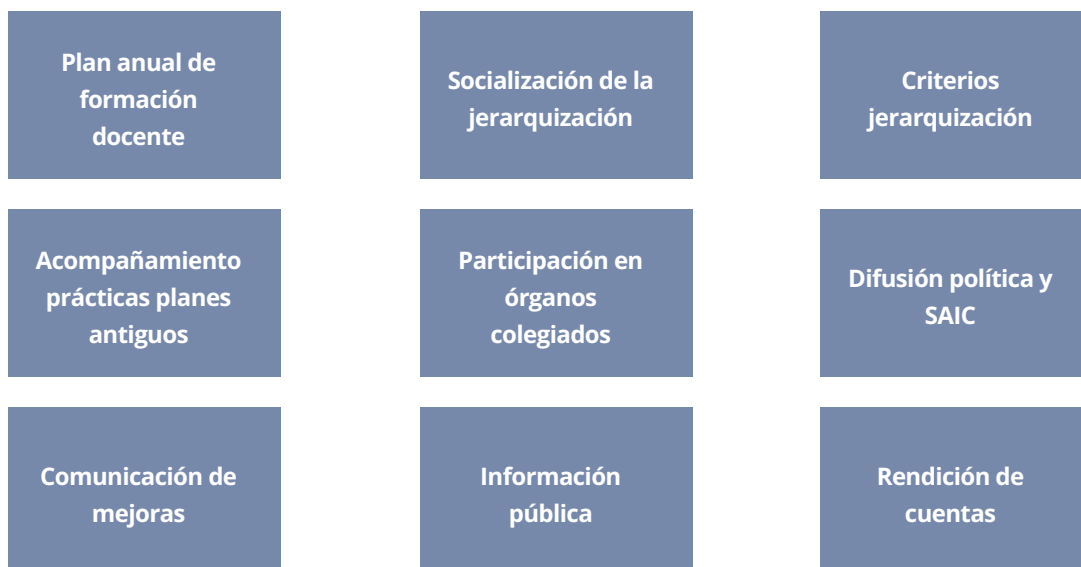 Plan anual de
formación
docente
Socialización de la
jerarquización
Criterios
jerarquización
Acompañamiento
prácticas planes
antiguos
Participación en
órganos
colegiados
Difusión política y
SAIC
Comunicación de
mejoras
Información
pública
Rendición de
cuentas